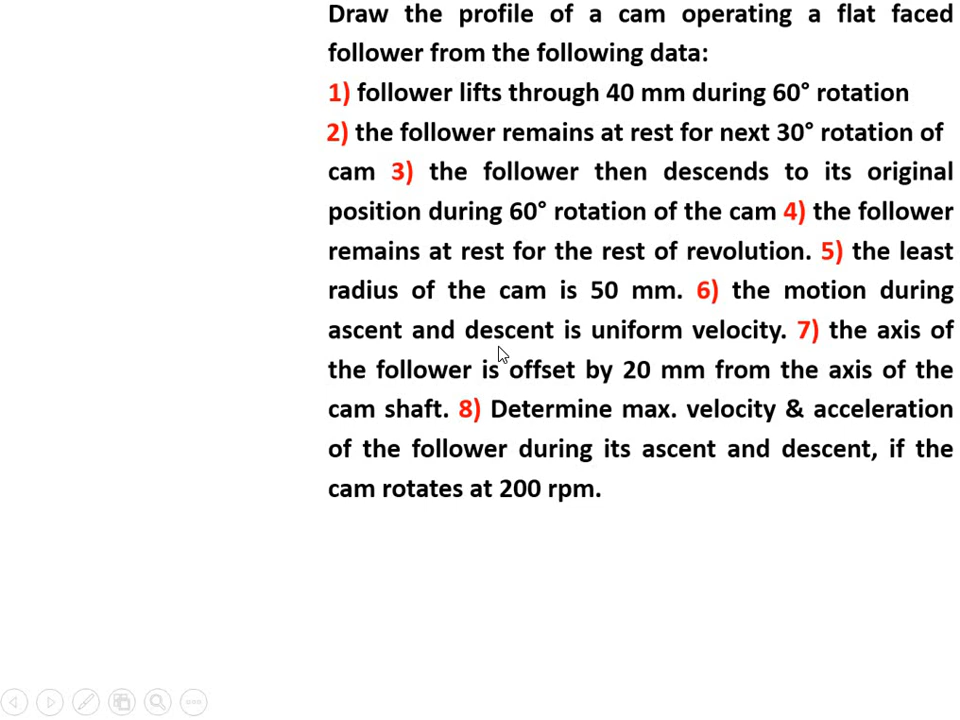 Draw the profile of a cam operating a flat faced
follower from the following data:
1) follower lifts through 40 mm during 60° rotation
2) the follower remains at rest for next 30° rotation of
cam 3) the follower then descends to its original
position during 60° rotation of the cam 4) the follower
remains at rest for the rest of revolution. 5) the least
radius of the cam is 50 mm. 6) the motion during
ascent and descent is uniform velocity. 7) the axis of
the follower is offset by 20 mm from the axis of the
cam shaft. 8) Determine max. velocity & acceleration
of the follower during its ascent and descent, if the
cam rotates at 200 rpm.